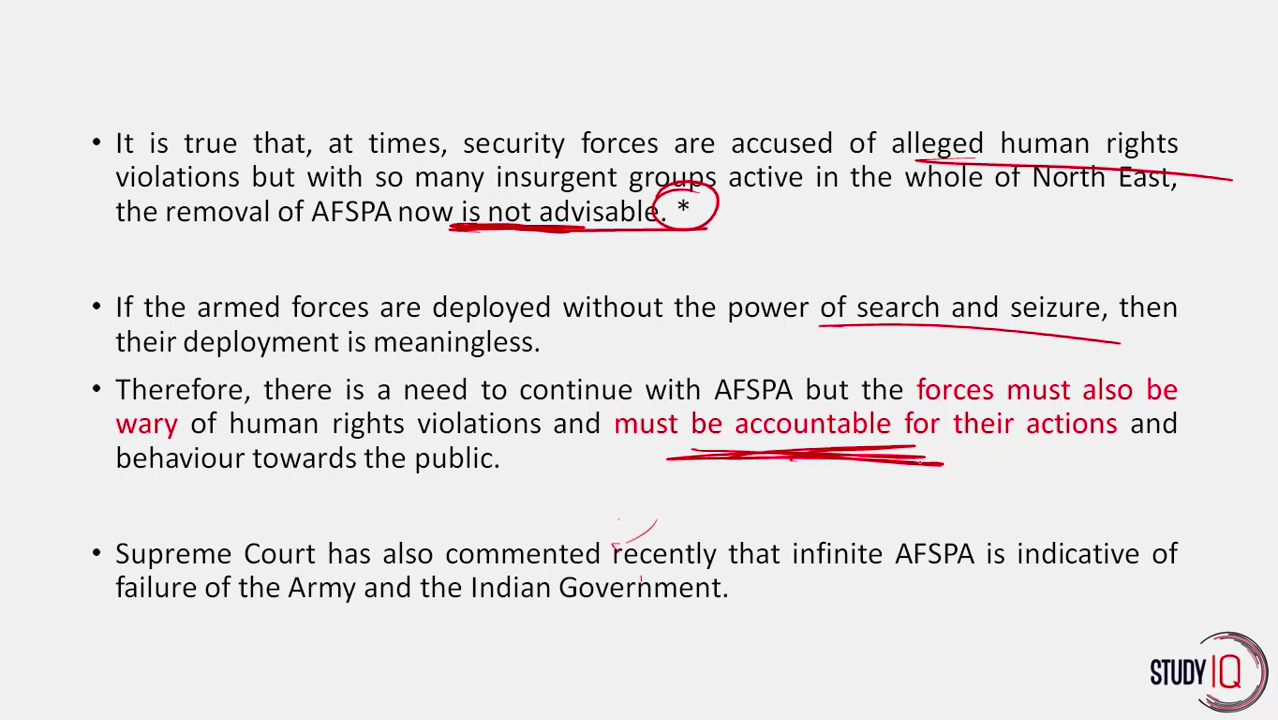 • It is true that, at times, security forces are accused of alleged human rights
violations but with so many insurgent groups active in the whole of North East,
the removal of AFSPA now is not advisable. *
• If the armed forces are deployed without the power of search and seizure, then
their deployment is meaningless.
• Therefore, there is a need to continue with AFSPA but the forces must also be
wary of human rights violations and must be accountable for their actions and
behaviour towards the public.
• Supreme Court has also commented recently that infinite AFSPA is indicative of
failure of the Army and the Indian Government.
STUDY IQ